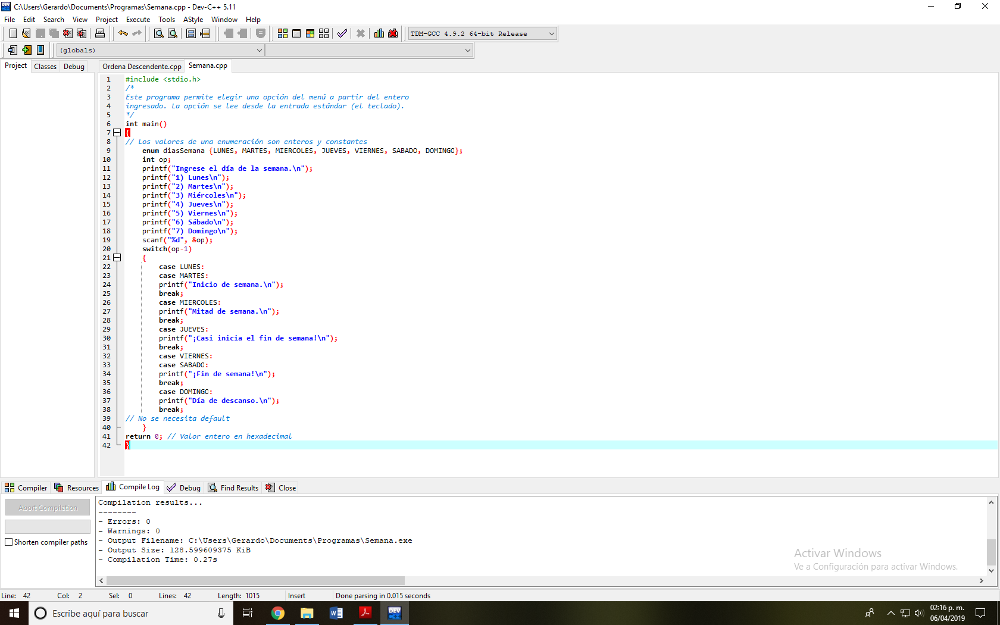 C:\Users\Gerardo\Documents\Programas\Semana.cpp - Dev-C++ 5.11
File Edit Search View Project Execute Tools AStyle Window Help
TDM-GCC 4.9.2 64-bit Release
(globals)
Project Classes Debug Ordena Descendente.cpp Semana.cpp
1 #include <stdio.h>
2 /*
3 Este programa permite elegir una opción del menú a partir del entero
4 ingresado. La opción se lee desde la entrada estándar (el teclado).
5 */
6 int main()
7 {
8 // Los valores de una enumeración son enteros y constantes
9 enum diasSemana {LUNES, MARTES, MIERCOLES, JUEVES, VIERNES, SABADO, DOMINGO};
10 int op;
11 printf("Ingrese el día de la semana.\n");
12 printf("1) Lunes\n");
13 printf("2) Martes\n");
14 printf("3) Miércoles\n");
15 printf("4) Jueves\n");
16 printf("5) Viernes\n");
17 printf("6) Sábado\n");
18 printf("7) Domingo\n");
19 scanf("%d", &op);
20 switch(op-1)
21 {
22 case LUNES:
23 case MARTES:
24 printf("Inicio de semana.\n");
25 break;
26 case MIERCOLES:
27 printf("Mitad de semana.\n");
28 break;
29 case JUEVES:
30 printf("¡Casi inicia el fin de semana!\n");
31 break;
32 case VIERNES:
33 case SABADO:
34 printf("¡Fin de semana!\n");
35 break;
36 case DOMINGO:
37 printf("Día de descanso.\n");
38 break;
39 // No se necesita default
40 }
41 return 0; // Valor entero en hexadecimal
42 }
Compiler Resources Compile Log Debug Find Results Close
Abort Compilation
Shorten compiler paths
Compilation results...
--------
- Errors: 0
- Warnings: 0
- Output Filename: C:\Users\Gerardo\Documents\Programas\Semana.exe
- Output Size: 128.599609375 KiB
- Compilation Time: 0.27s
Activar Windows
Ve a Configuración para activar Windows.
Line: 42 Col: 2 Sel: 0 Lines: 42 Length: 1015 Insert Done parsing in 0.015 seconds
Escribe aquí para buscar
DEV
02:16 p. m.
06/04/2019